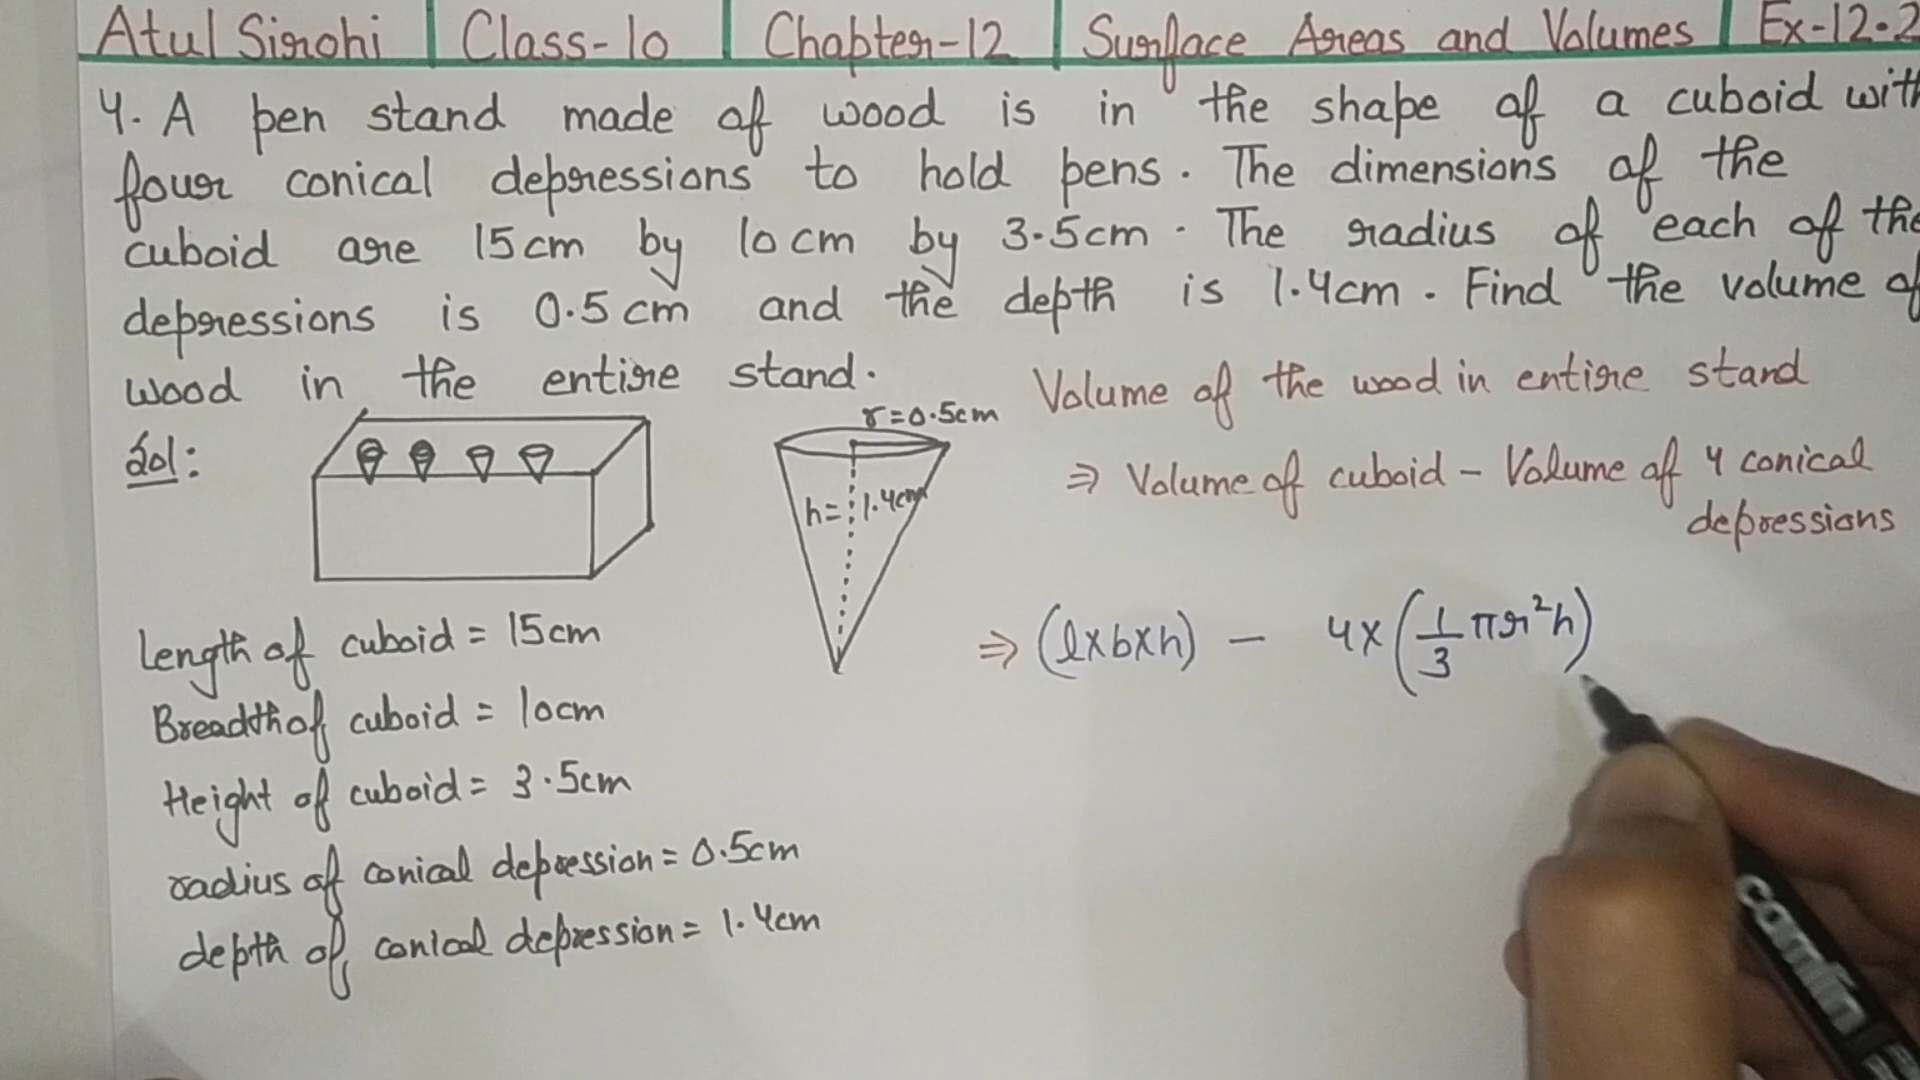 Atul Sirohi | Class-10 | Chapter-12 | Surface Areas and Volumes | Ex-12.2
4. A pen stand made of wood is in the shape of a cuboid with
four conical depressions to hold pens. The dimensions of the
cuboid are 15cm by 10cm by 3.5cm. The radius of each of the
depressions is 0.5cm and the depth is 1.4cm. Find the volume of
wood in the entire stand.
Sol:
r=0.5cm
h=1.4cm
Length of cuboid = 15cm
Breadth of cuboid = 10cm
Height of cuboid = 3.5cm
radius of conical depression = 0.5cm
depth of conical depression = 1.4cm
Volume of the wood in entire stand
⇒ Volume of cuboid - Volume of 4 conical
depressions
⇒ (l×b×h) - 4×(1/3 πr²h)
camlin